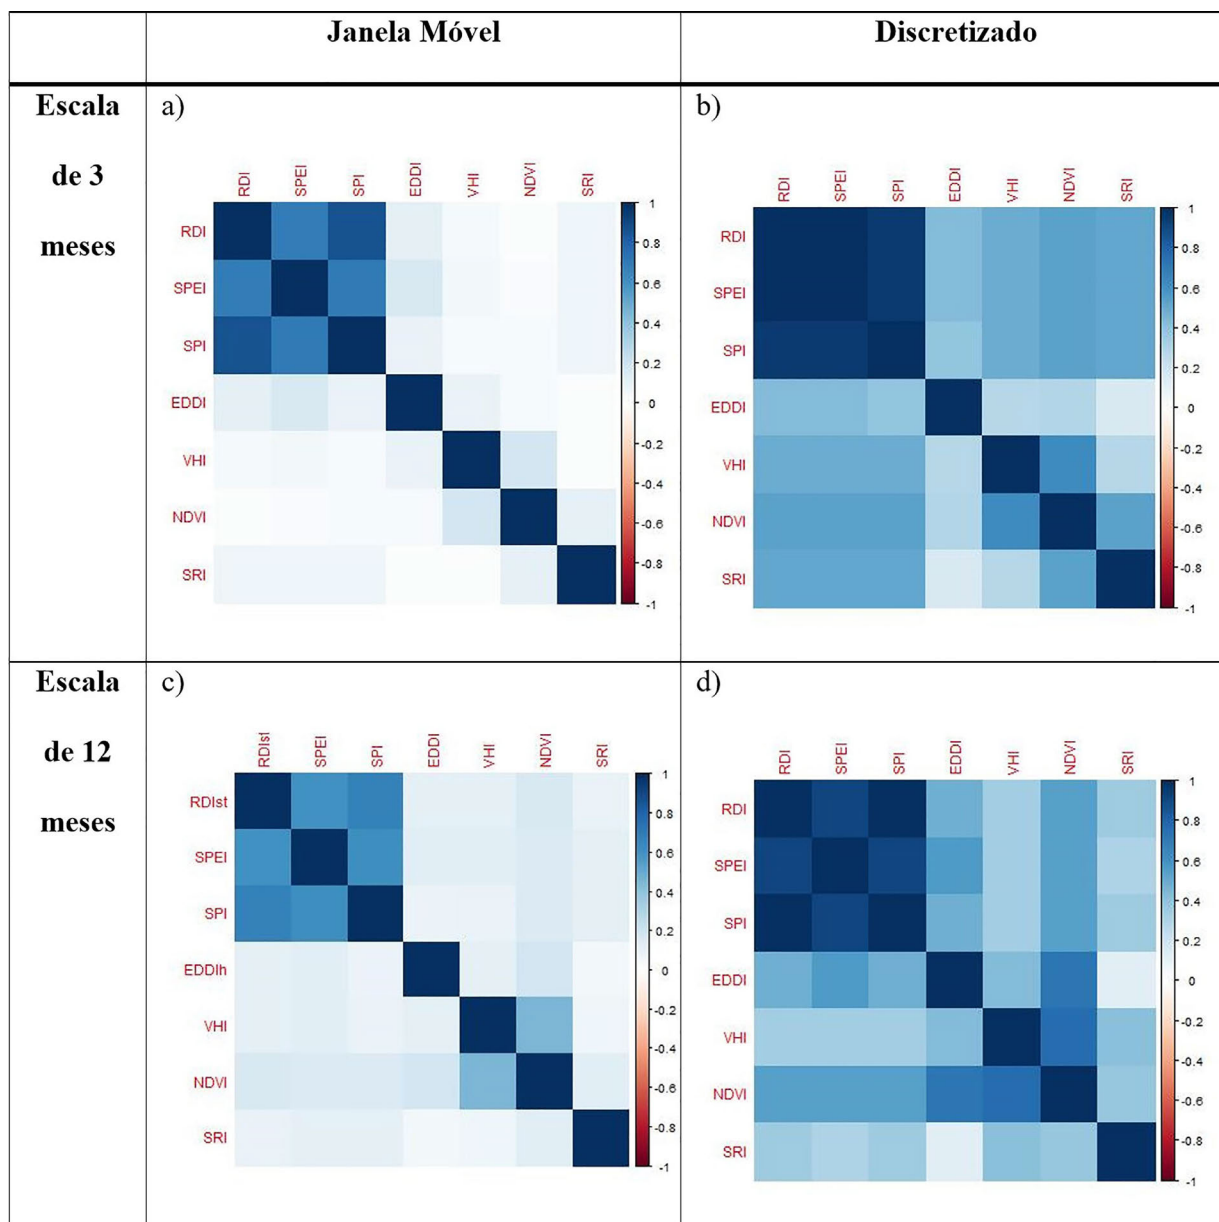 Janela Móvel
Discretizado
Escala
de 3
meses
a)
RDI SPEI SPI EDDI VHI NDVI SRI
RDI
SPEI
SPI
EDDI
VHI
NDVI
SRI
1
0.8
0.6
0.4
0.2
0
-0.2
-0.4
-0.6
-0.8
-1
b)
RDI SPEI SPI EDDI VHI NDVI SRI
RDI
SPEI
SPI
EDDI
VHI
NDVI
SRI
1
0.8
0.6
0.4
0.2
0
-0.2
-0.4
-0.6
-0.8
-1
Escala
de 12
meses
c)
RDIst SPEI SPI EDDI VHI NDVI SRI
RDIst
SPEI
SPI
EDDIh
VHI
NDVI
SRI
1
0.8
0.6
0.4
0.2
0
-0.2
-0.4
-0.6
-0.8
-1
d)
RDI SPEI SPI EDDI VHI NDVI SRI
RDI
SPEI
SPI
EDDI
VHI
NDVI
SRI
1
0.8
0.6
0.4
0.2
0
-0.2
-0.4
-0.6
-0.8
-1